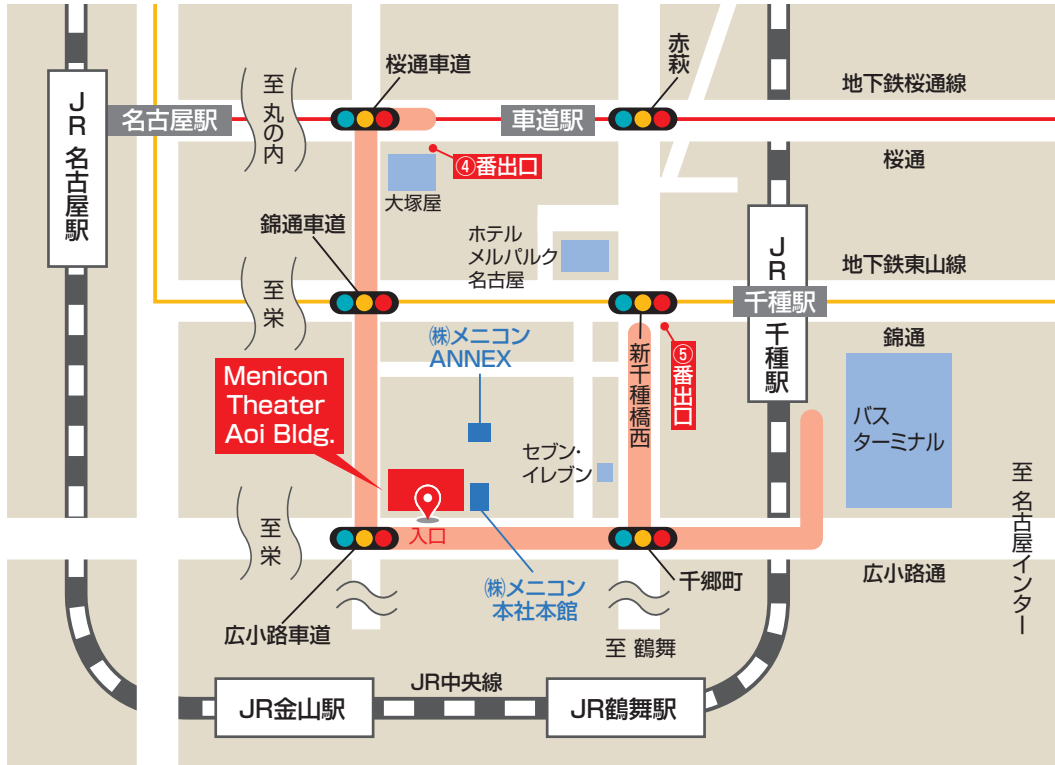 桜通車道
赤萩
地下鉄桜通線
JR 名古屋駅
名古屋駅
至 丸の内
車道駅
④番出口
桜通
大塚屋
錦通車道
ホテル
メルパルク
名古屋
JR 千種駅
地下鉄東山線
至 栄
千種駅
錦通
㈱メニコン
ANNEX
新千種橋西
⑤番出口
Menicon
Theater
Aoi Bldg.
バス
ターミナル
セブン-
イレブン
至 名古屋インター
至 栄
入口
広小路通
㈱メニコン
本社本館
千郷町
広小路車道
至 鶴舞
JR中央線
JR金山駅
JR鶴舞駅